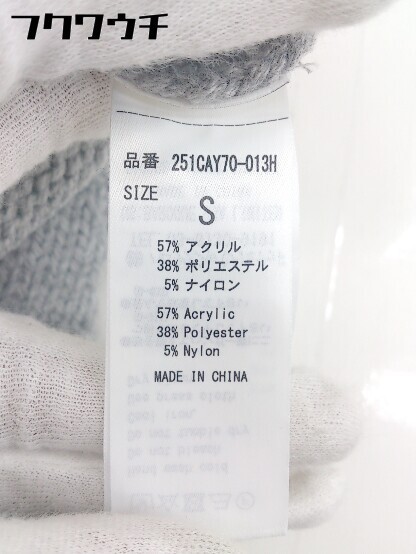 フクワウチ
品番 251CAY70-013H
SIZE
S
57% アクリル
38% ポリエステル
5% ナイロン
57% Acrylic
38% Polyester
5% Nylon
MADE IN CHINA